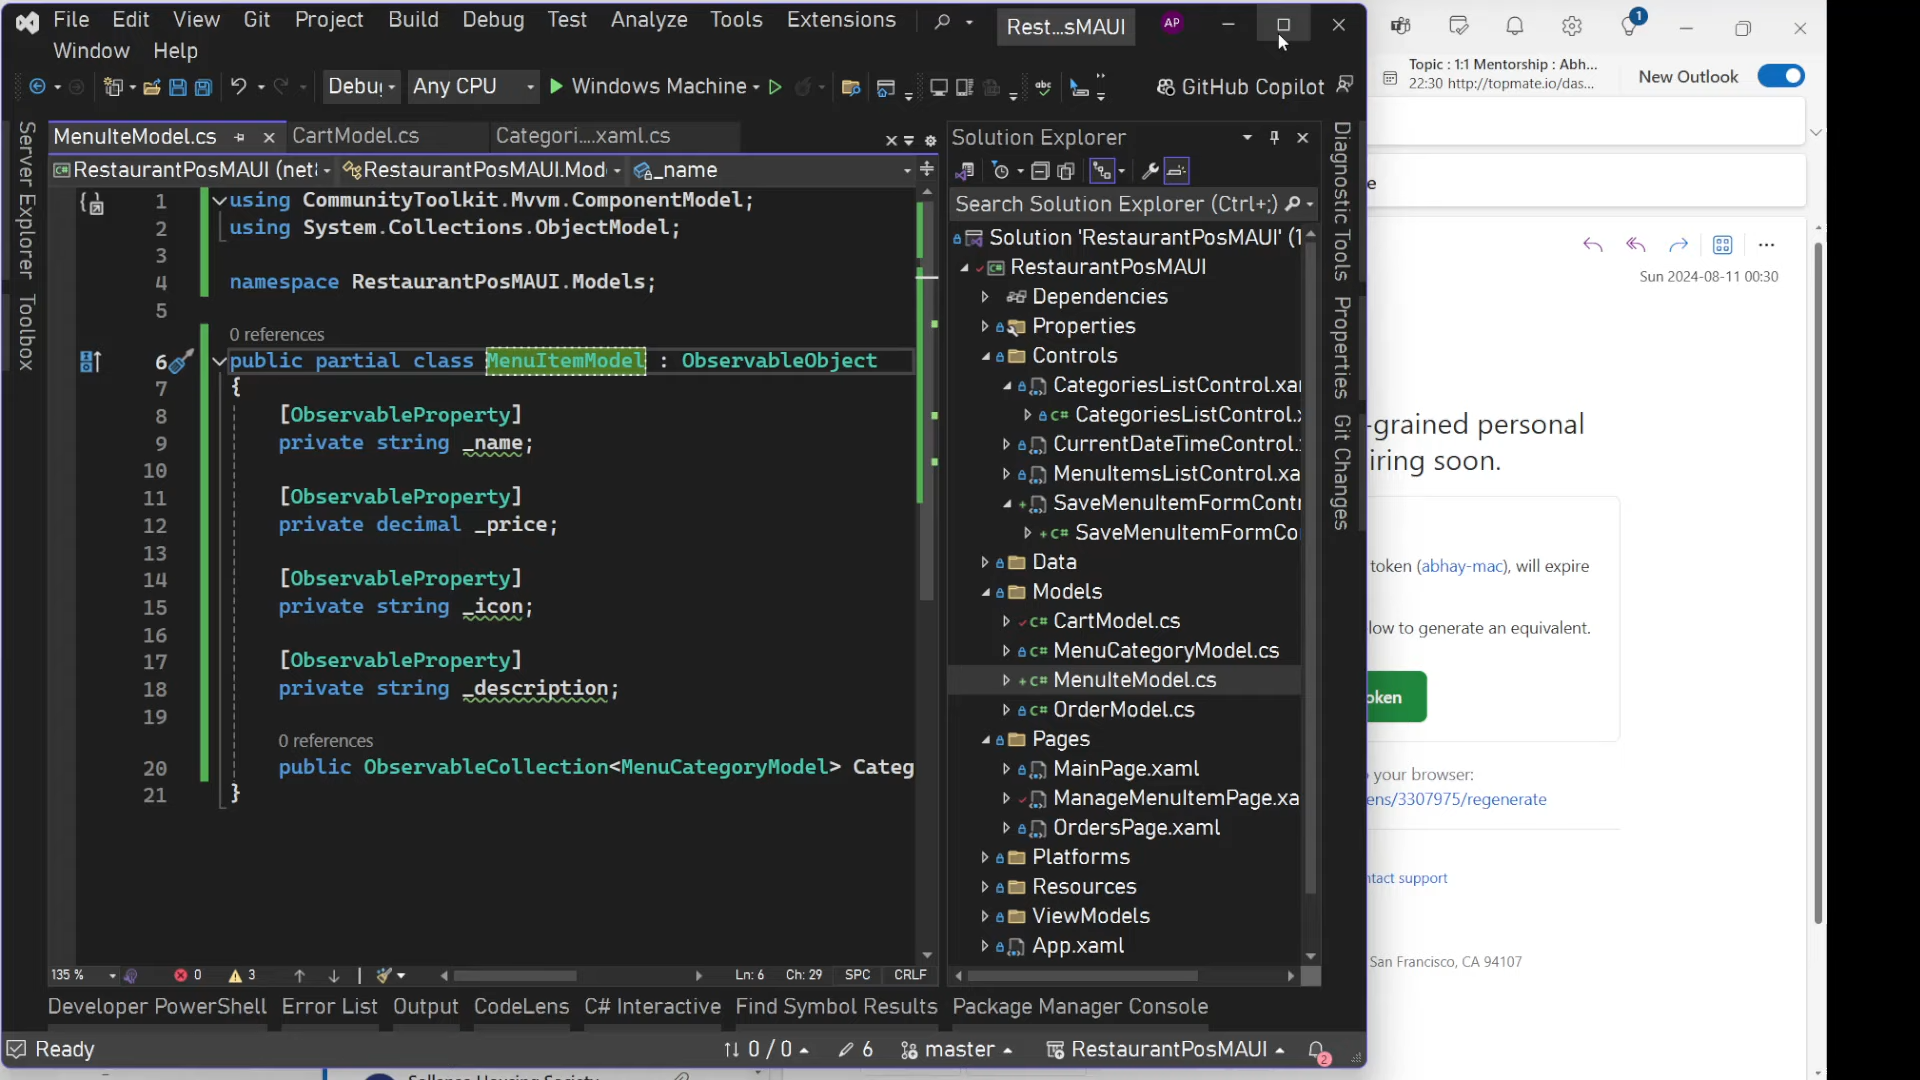 File Edit View Git Project Build Debug Test Analyze Tools Extensions Rest...sMAUI AP
Window Help
Debug Any CPU Windows Machine GitHub Copilot
MenuIteModel.cs CartModel.cs Categori....xaml.cs
RestaurantPosMAUI (net RestaurantPosMAUI.Mod _name
1 using CommunityToolkit.Mvvm.ComponentModel;
2 using System.Collections.ObjectModel;
3
4 namespace RestaurantPosMAUI.Models;
5
0 references
6 public partial class MenuItemModel : ObservableObject
7 {
8 [ObservableProperty]
9 private string _name;
10
11 [ObservableProperty]
12 private decimal _price;
13
14 [ObservableProperty]
15 private string _icon;
16
17 [ObservableProperty]
18 private string _description;
19
0 references
20 public ObservableCollection<MenuCategoryModel> Categ
21 }
135 % 0 3 Ln: 6 Ch: 29 SPC CRLF
Server Explorer
Toolbox
Solution Explorer
Search Solution Explorer (Ctrl+;)
Solution 'RestaurantPosMAUI' (1
RestaurantPosMAUI
Dependencies
Properties
Controls
CategoriesListControl.xa
CategoriesListControl.x
CurrentDateTimeControl.
MenuItemsListControl.xa
SaveMenuItemFormCont
SaveMenuItemFormCo
Data
Models
CartModel.cs
MenuCategoryModel.cs
MenuIteModel.cs
OrderModel.cs
Pages
MainPage.xaml
ManageMenuItemPage.xa
OrdersPage.xaml
Platforms
Resources
ViewModels
App.xaml
Diagnostic Tools
Properties
Git Changes
Developer PowerShell Error List Output CodeLens C# Interactive Find Symbol Results Package Manager Console
Ready 0 / 0 6 master RestaurantPosMAUI 2
1
Topic : 1:1 Mentorship : Abh...
22:30 http://topmate.io/das...
New Outlook
e
Sun 2024-08-11 00:30
-grained personal
iring soon.
token (abhay-mac), will expire
low to generate an equivalent.
oken
your browser:
ens/3307975/regenerate
ntact support
San Francisco, CA 94107